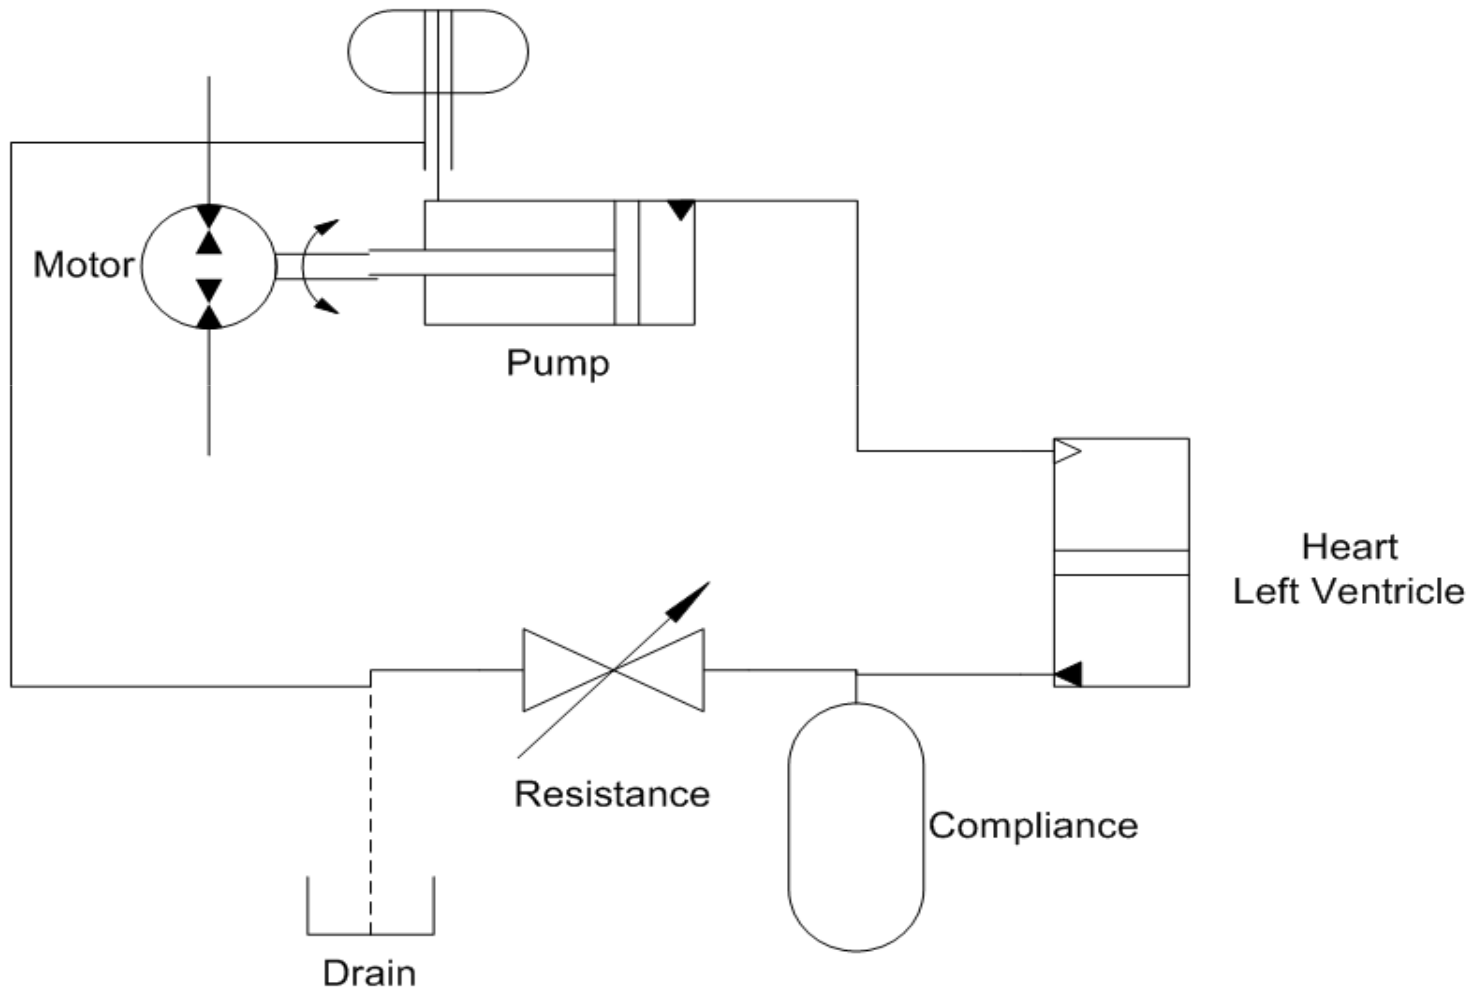 Motor
Pump
Heart
Left Ventricle
Resistance
Compliance
Drain